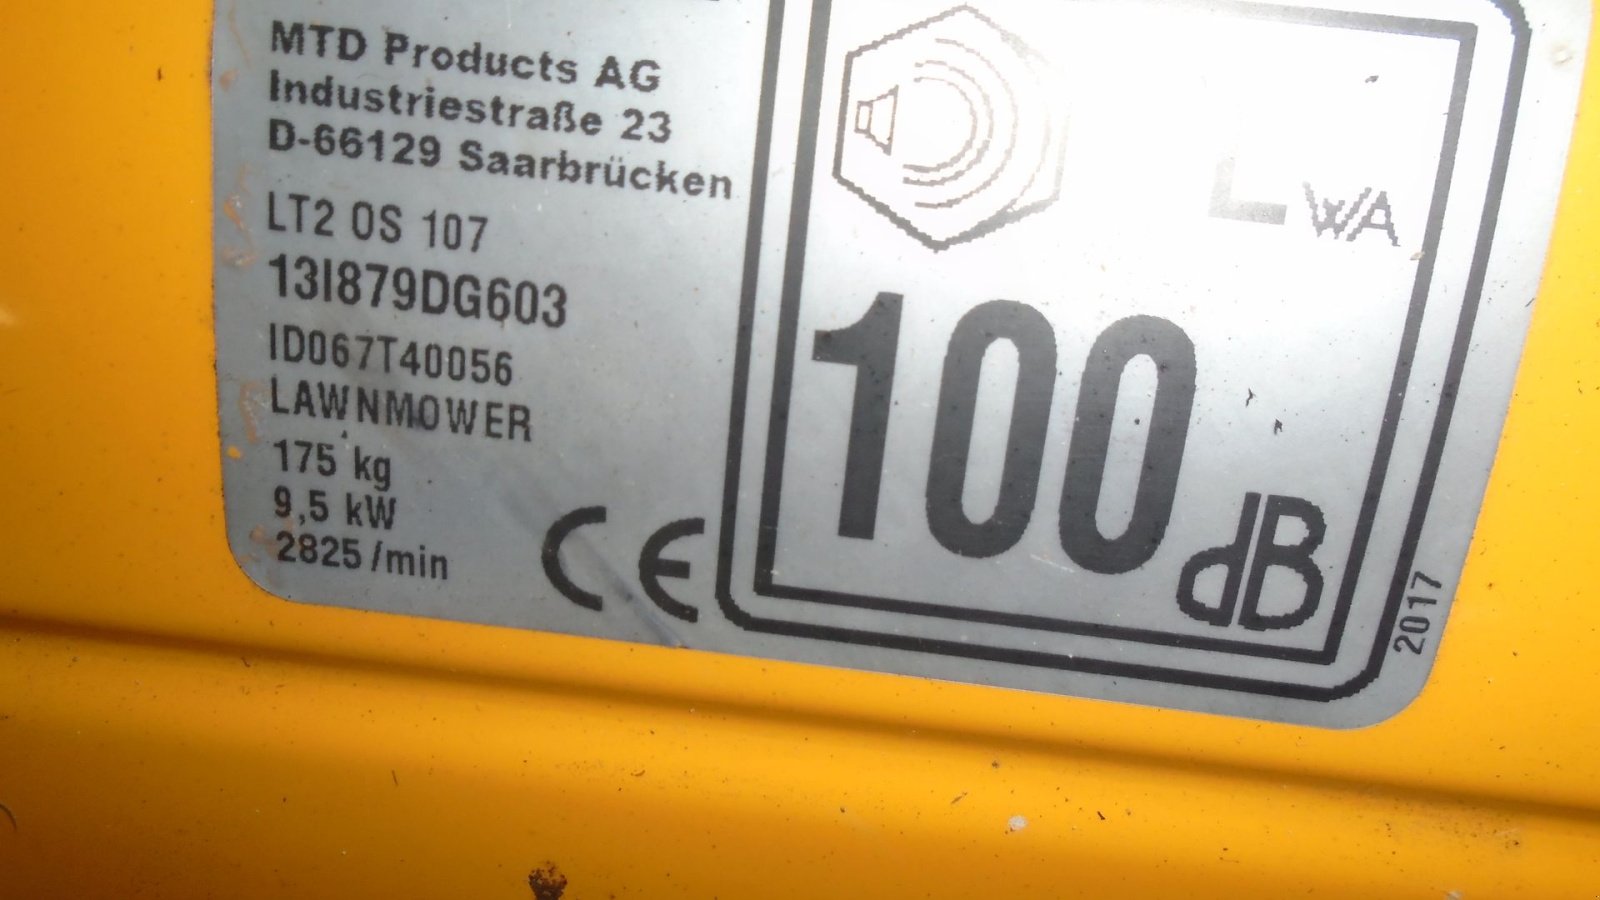 MTD Products AG
Industriestraße 23
D-66129 Saarbrücken
LT2 OS 107
13I879DG603
ID067T40056
LAWNMOWER
175 kg
9,5 kW
2825/min
CE
LWA
100 dB
2017